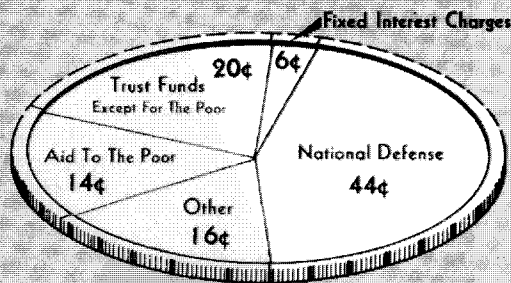 Fixed Interest Charges
20¢
6¢
Trust Funds
Except For The Poor
Aid To The Poor
14¢
National Defense
44¢
Other
16¢